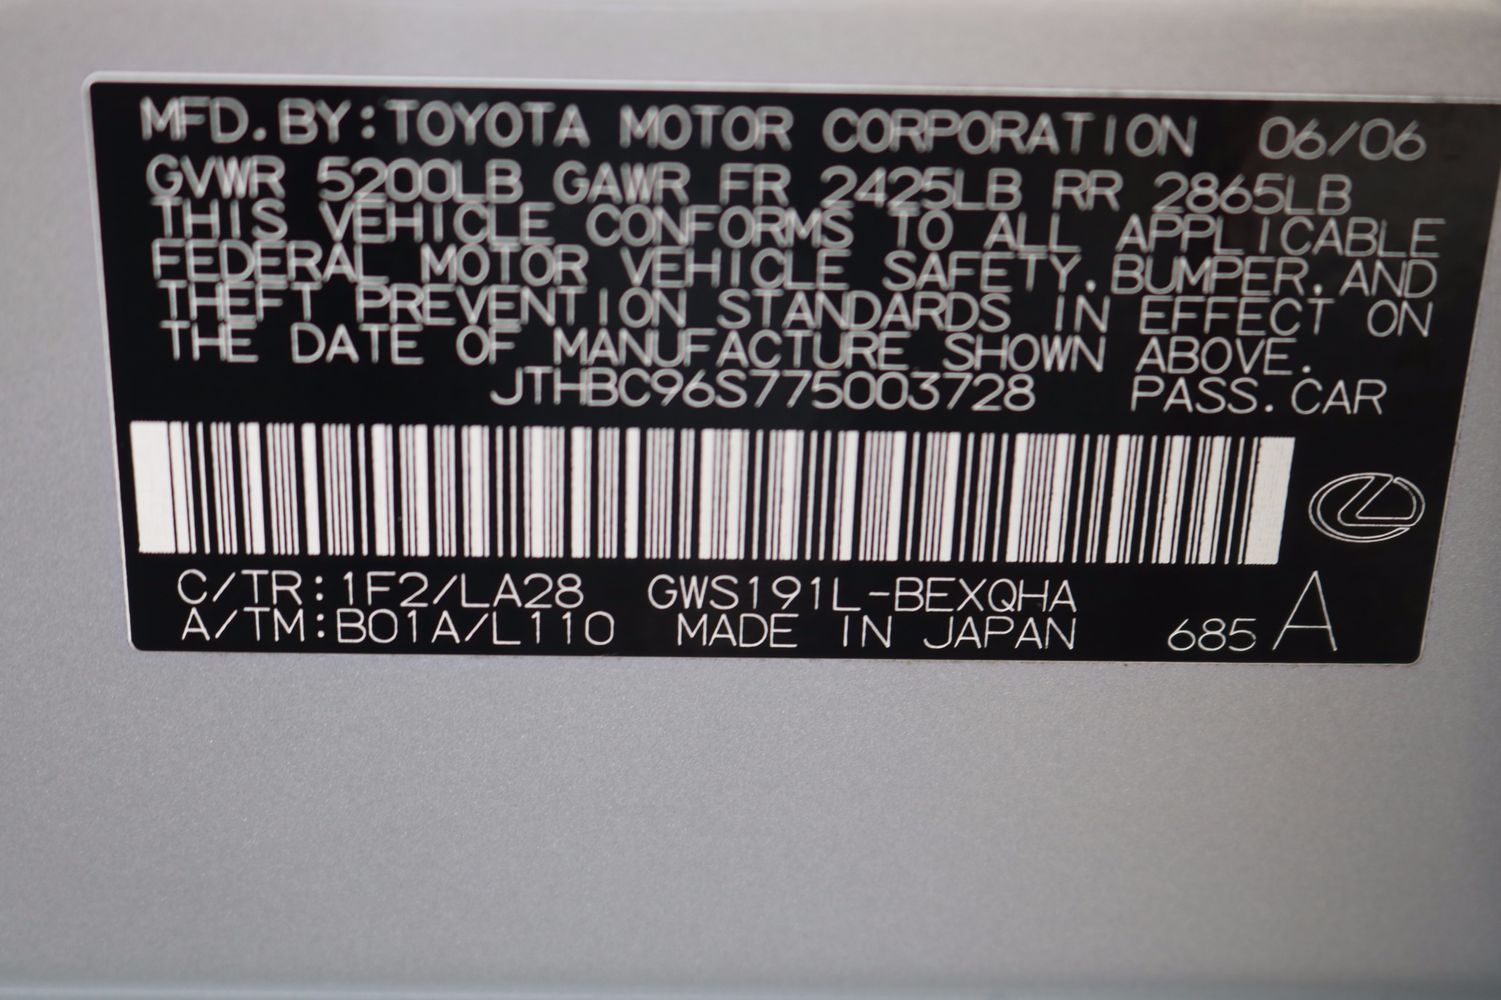 MFD. BY: TOYOTA MOTOR CORPORATION 06/06
GVWR 5200LB GAWR FR 2425LB RR 2865LB
THIS VEHICLE CONFORMS TO ALL APPLICABLE
FEDERAL MOTOR VEHICLE SAFETY, BUMPER, AND
THEFT PREVENTION STANDARDS IN EFFECT ON
THE DATE OF MANUFACTURE SHOWN ABOVE.
JTHBC96S775003728 PASS. CAR
C/TR: 1F2/LA28 GWS191L-BEXQHA
A/TM: B01A/L110 MADE IN JAPAN 685 A